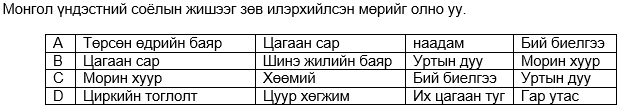 Монгол үндэстний соёлын жишээг зөв илэрхийлсэн мөрийг олно уу.
A Төрсөн өдрийн баяр Цагаан сар наадам Бий биелгээ
B Цагаан сар Шинэ жилийн баяр Уртын дуу Морин хуур
C Морин хуур Хөөмий Бий биелгээ Уртын дуу
D Циркийн тоглолт Цуур хөгжим Их цагаан туг Гар утас